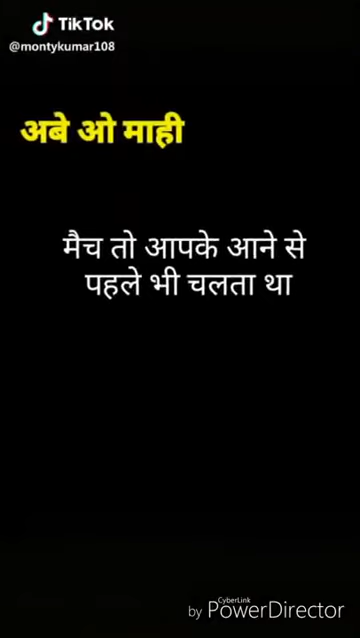 TikTok
@montykumar108
अबे ओ माही
मैच तो आपके आने से
पहले भी चलता था
CyberLink
by PowerDirector